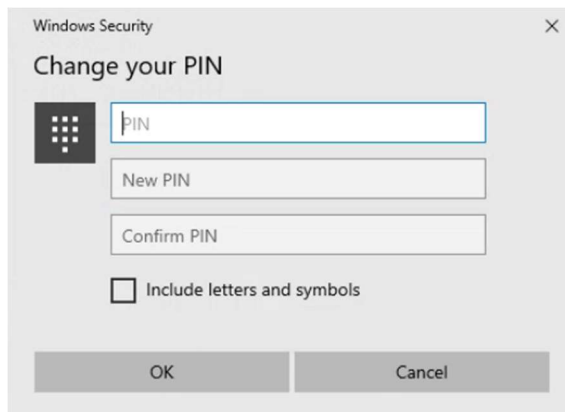 Windows Security
Change your PIN
PIN
New PIN
Confirm PIN
Include letters and symbols
OK
Cancel